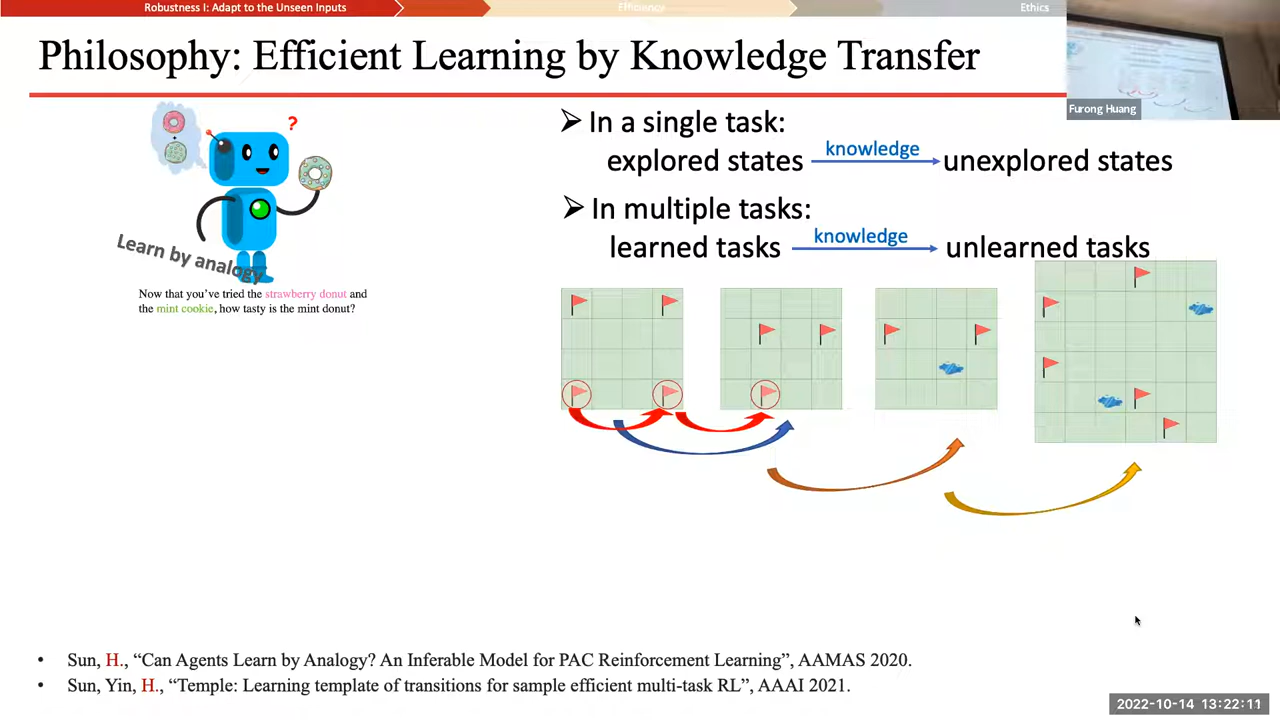 Robustness I: Adapt to the Unseen Inputs
Efficiency
Ethics
Philosophy: Efficient Learning by Knowledge Transfer
Furong Huang
?
Learn by analogy
Now that you've tried the strawberry donut and
the mint cookie, how tasty is the mint donut?
➢ In a single task:
explored states knowledge unexplored states
➢ In multiple tasks:
learned tasks knowledge unlearned tasks
• Sun, H., “Can Agents Learn by Analogy? An Inferable Model for PAC Reinforcement Learning”, AAMAS 2020.
• Sun, Yin, H., “Temple: Learning template of transitions for sample efficient multi-task RL”, AAAI 2021.
2022-10-14 13:22:11